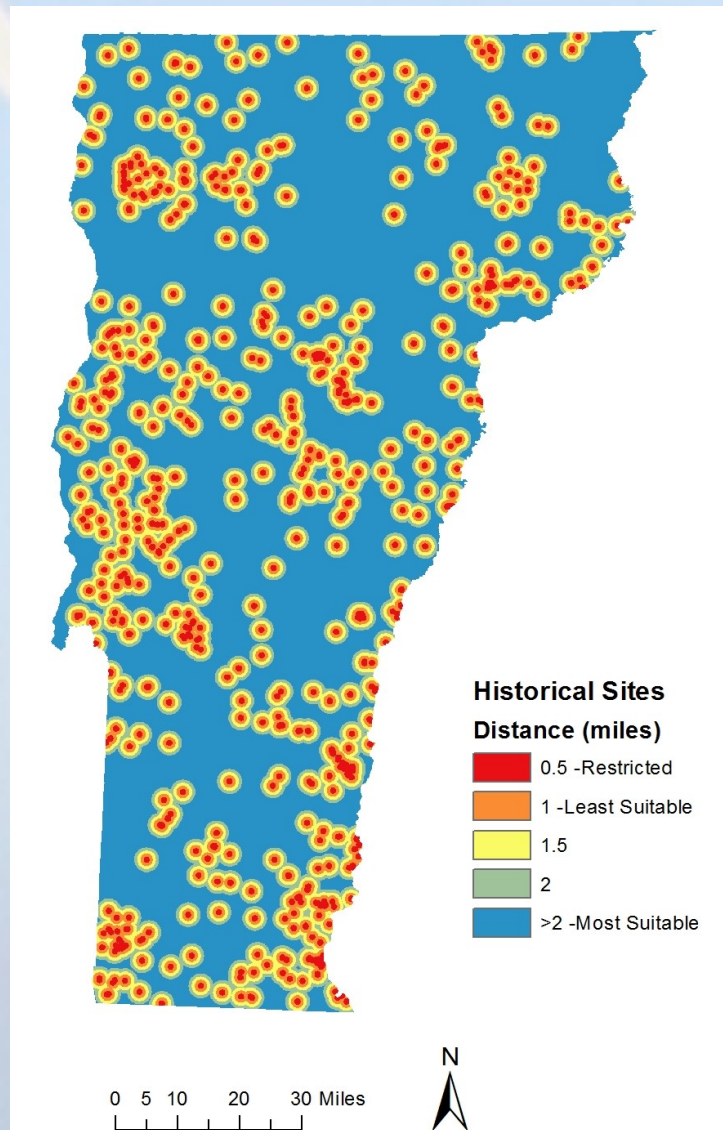 Historical Sites
Distance (miles)
0.5 -Restricted
1 -Least Suitable
1.5
2
>2 -Most Suitable
N
0 5 10 20 30 Miles